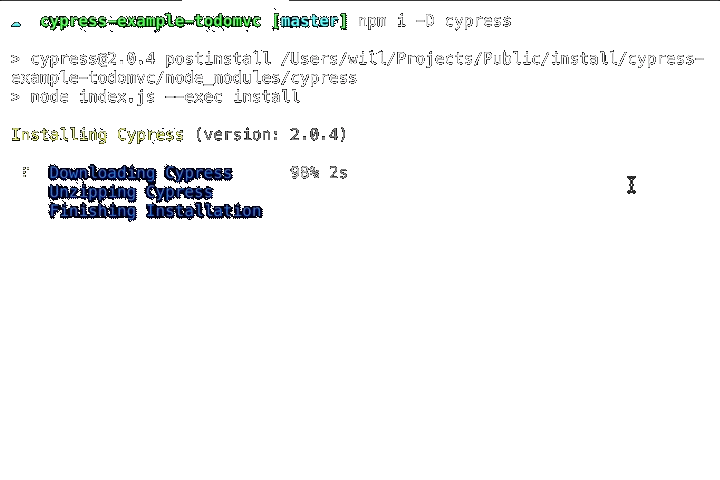 cypress-example-todomvc [master] npm i -D cypress
> cypress@2.0.4 postinstall /Users/will/Projects/Public/install/cypress-
example-todomvc/node_modules/cypress
> node index.js --exec install
Installing Cypress (version: 2.0.4)
Downloading Cypress 98% 2s
Unzipping Cypress
Finishing Installation